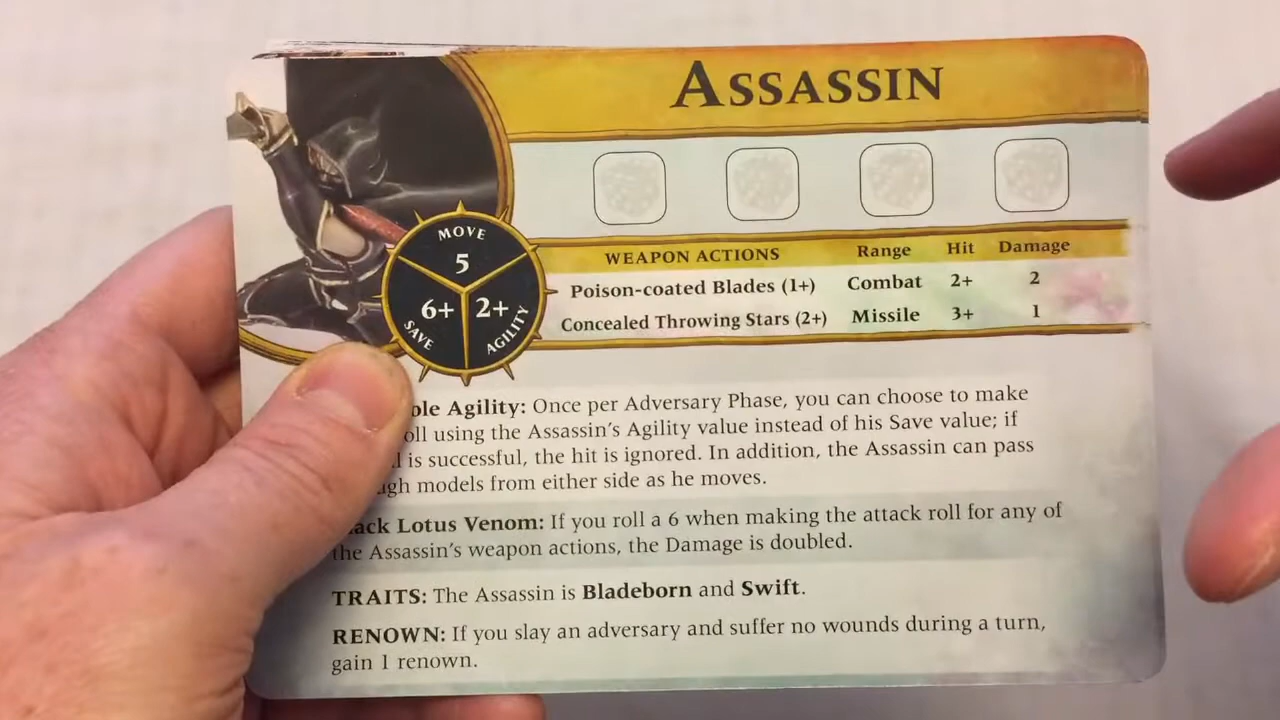 ASSASSIN
MOVE
5
6+ 2+
SAVE AGILITY
WEAPON ACTIONS Range Hit Damage
Poison-coated Blades (1+) Combat 2+ 2
Concealed Throwing Stars (2+) Missile 3+ 1
Agility: Once per Adversary Phase, you can choose to make
using the Assassin's Agility value instead of his Save value; if
is successful, the hit is ignored. In addition, the Assassin can pass
models from either side as he moves.
Lotus Venom: If you roll a 6 when making the attack roll for any of
the Assassin's weapon actions, the Damage is doubled.
TRAITS: The Assassin is Bladeborn and Swift.
RENOWN: If you slay an adversary and suffer no wounds during a turn,
gain 1 renown.